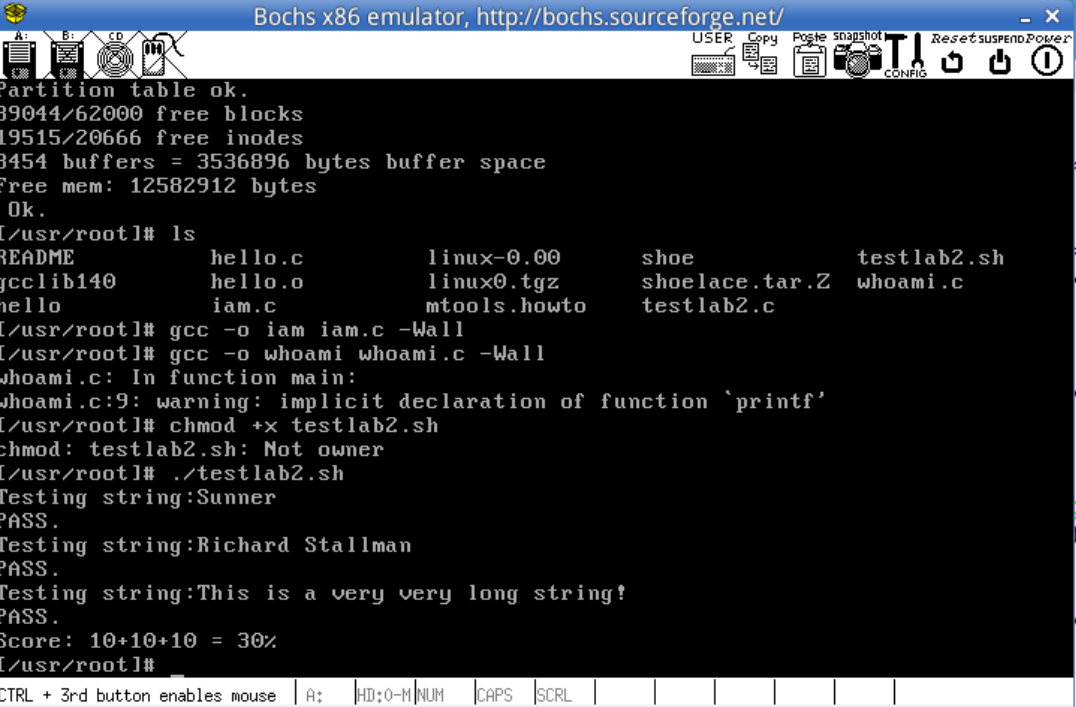 Bochs x86 emulator, http://bochs.sourceforge.net/
A: B: CD USER Copy Paste snapshot CONFIG Reset SUSPEND Power
Partition table ok.
39044/62000 free blocks
19515/20666 free inodes
3454 buffers = 3536896 bytes buffer space
Free mem: 12582912 bytes
Ok.
[/usr/root]# ls
README hello.c linux-0.00 shoe testlab2.sh
gcclib140 hello.o linux0.tgz shoelace.tar.Z whoami.c
hello iam.c mtools.howto testlab2.c
[/usr/root]# gcc -o iam iam.c -Wall
[/usr/root]# gcc -o whoami whoami.c -Wall
whoami.c: In function main:
whoami.c:9: warning: implicit declaration of function `printf'
[/usr/root]# chmod +x testlab2.sh
chmod: testlab2.sh: Not owner
[/usr/root]# ./testlab2.sh
Testing string:Sunner
PASS.
Testing string:Richard Stallman
PASS.
Testing string:This is a very very long string!
PASS.
Score: 10+10+10 = 30%
[/usr/root]# _
CTRL + 3rd button enables mouse A: HD:0-M NUM CAPS SCRL